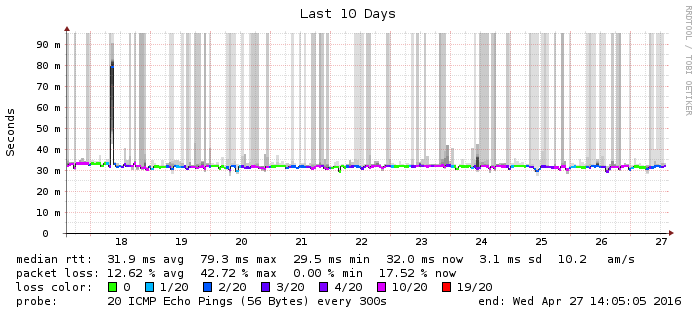 Last 10 Days
RRDTOOL / TOBI OETIKER
Seconds
90 m
80 m
70 m
60 m
50 m
40 m
30 m
20 m
10 m
0
18 19 20 21 22 23 24 25 26 27
median rtt: 31.9 ms avg 79.3 ms max 29.5 ms min 32.0 ms now 3.1 ms sd 10.2 am/s
packet loss: 12.62 % avg 42.72 % max 0.00 % min 17.52 % now
loss color: 0 1/20 2/20 3/20 4/20 10/20 19/20
probe: 20 ICMP Echo Pings (56 Bytes) every 300s end: Wed Apr 27 14:05:05 2016